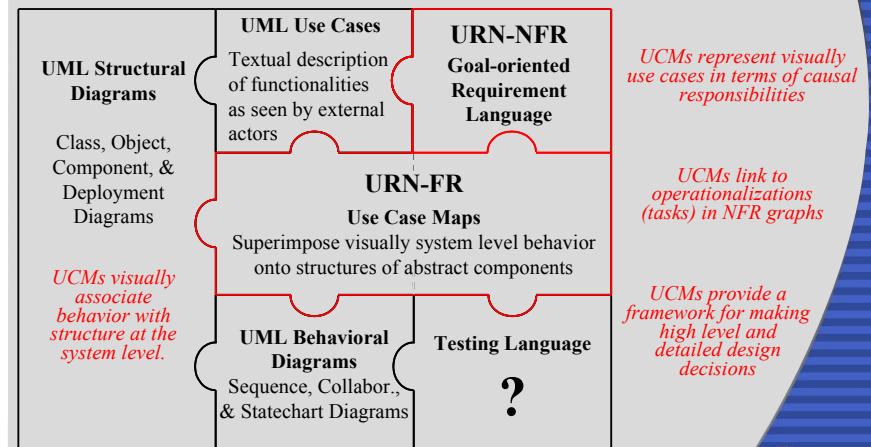 UML Structural
Diagrams
Class, Object,
Component, &
Deployment
Diagrams
UCMs visually
associate
behavior with
structure at the
system level.
UML Use Cases
Textual description
of functionalities
as seen by external
actors
URN-NFR
Goal-oriented
Requirement
Language
URN-FR
Use Case Maps
Superimpose visually system level behavior
onto structures of abstract components
UML Behavioral
Diagrams
Sequence, Collabor.,
& Statechart Diagrams
Testing Language
?
UCMs represent visually
use cases in terms of causal
responsibilities
UCMs link to
operationalizations
(tasks) in NFR graphs
UCMs provide a
framework for making
high level and
detailed design
decisions